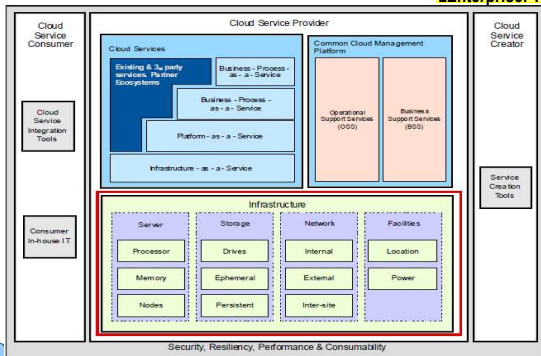 Cloud
Service
Consumer
Cloud
Service
Integration
Tools
Consumer
In-house IT
Cloud Service Provider
Cloud Services
Existing & 3rd party
services. Partner
Ecosystems
Business - Process -
as - a - Service
Business - Process -
as - a - Service
Platform - as - a - Service
Infrastructure - as - a - Service
Common Cloud Management
Platform
Operational
Support Services
(OSS)
Business
Support Services
(BSS)
Infrastructure
Server
Processor
Memory
Nodes
Storage
Drives
Ephemeral
Persistent
Network
Internal
External
Inter-site
Facilities
Location
Power
Cloud
Service
Creator
Service
Creation
Tools
Security, Resiliency, Performance & Consumability